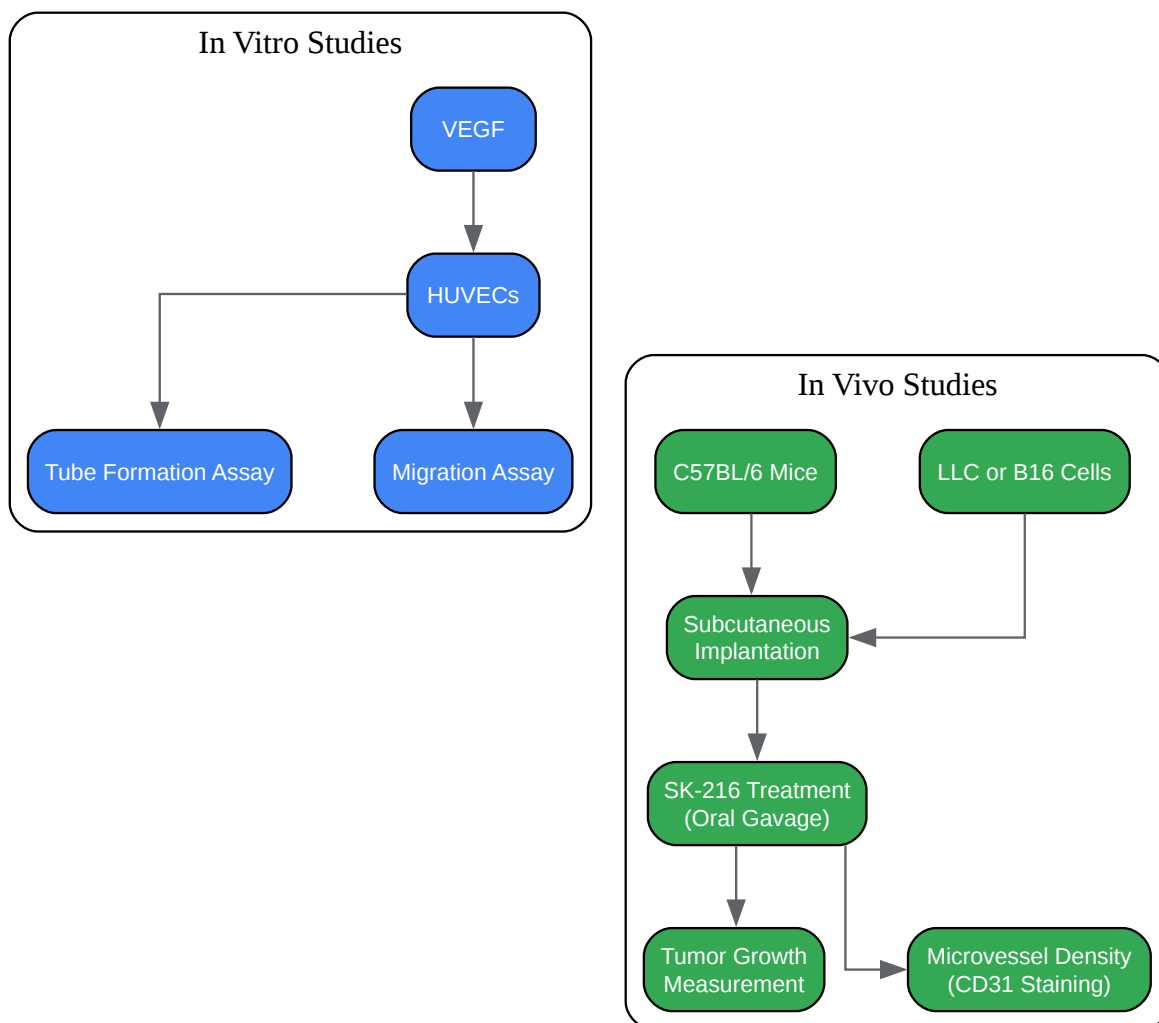 In Vitro Studies
VEGF
HUVECs
Tube Formation Assay
Migration Assay
In Vivo Studies
C57BL/6 Mice
LLC or B16 Cells
Subcutaneous
Implantation
SK-216 Treatment
(Oral Gavage)
Tumor Growth
Measurement
Microvessel Density
(CD31 Staining)